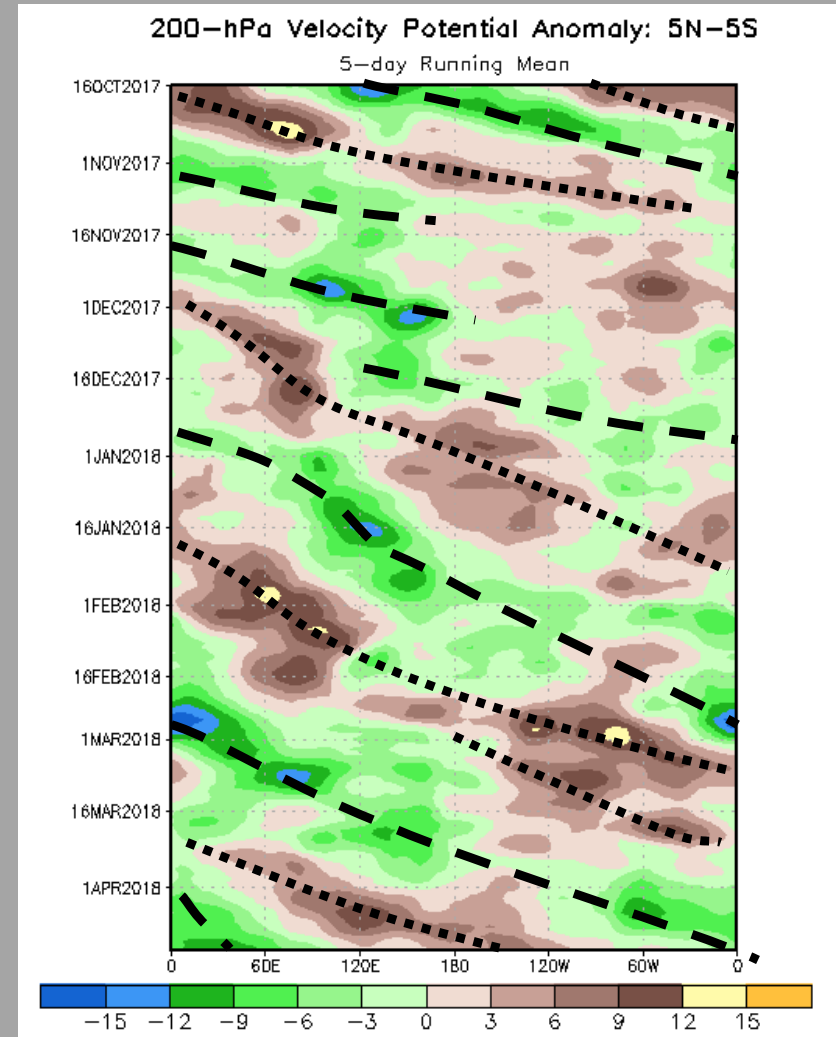 200-hPa Velocity Potential Anomaly: 5N-5S
5-day Running Mean
16OCT2017
1NOV2017
16NOV2017
1DEC2017
16DEC2017
1JAN2018
16JAN2018
1FEB2018
16FEB2018
1MAR2018
16MAR2018
1APR2018
0 60E 120E 180 120W 60W 0
-15 -12 -9 -6 -3 0 3 6 9 12 15